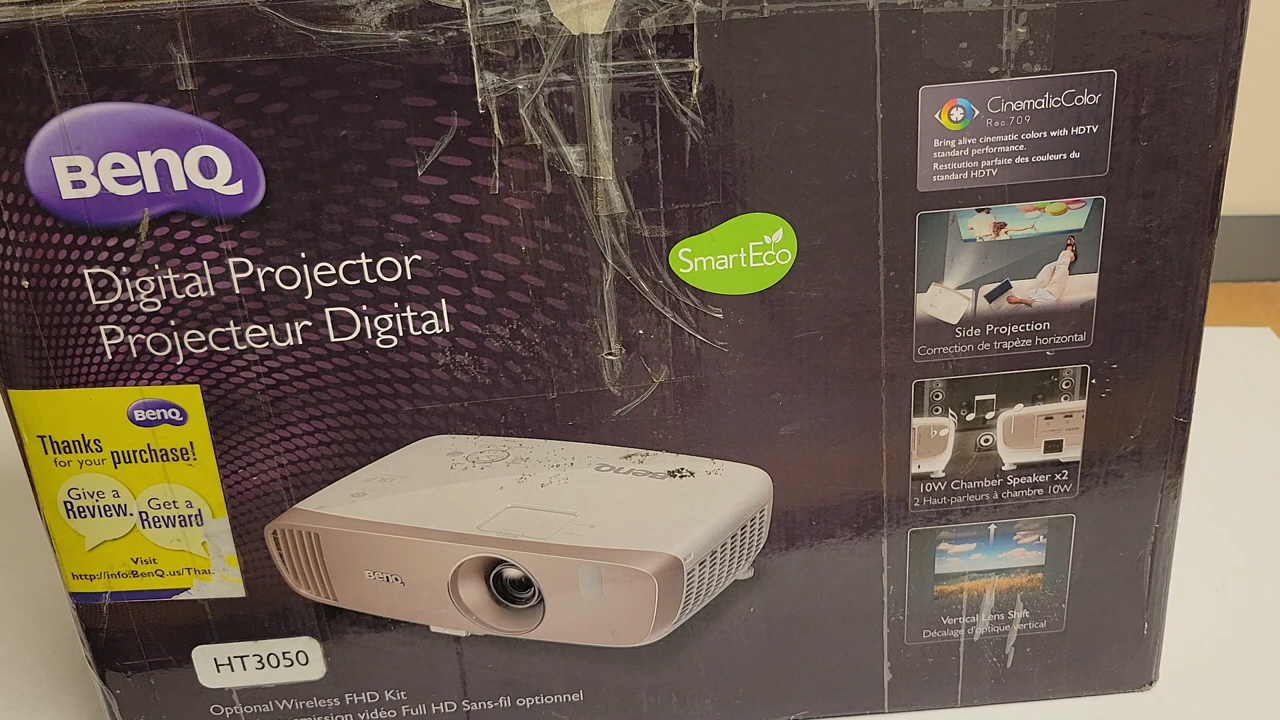 BenQ
Digital Projector
Projecteur Digital
SmartEco
CinematicColor
Rec.709
Bring alive cinematic colors with HDTV
standard performance.
Restitution parfaite des couleurs du
standard HDTV
Side Projection
Correction de trapèze horizontal
10W Chamber Speaker x2
2 Haut-parleurs à chambre 10W
Vertical Lens Shift
Décalage d'optique vertical
BenQ
Thanks
for your purchase!
Give a
Review.
Get a
Reward
Visit
http://info.BenQ.us/Than
BenQ
BenQ
HT3050
Optional Wireless FHD Kit
vidéo Full HD Sans-fil optionnel